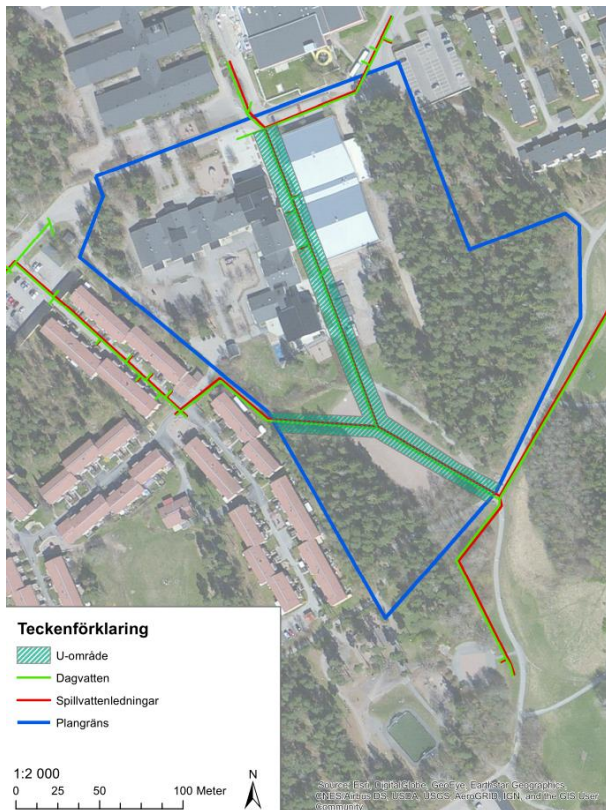 Teckenförklaring
U-område
Dagvatten
Spillvattenledningar
Plangräns
1:2 000
0 25 50 100 Meter
N
Source: Esri, DigitalGlobe, GeoEye, Earthstar Geographics,
CNES/Airbus DS, USDA, USGS, AeroGRID, IGN, and the GIS User
Community